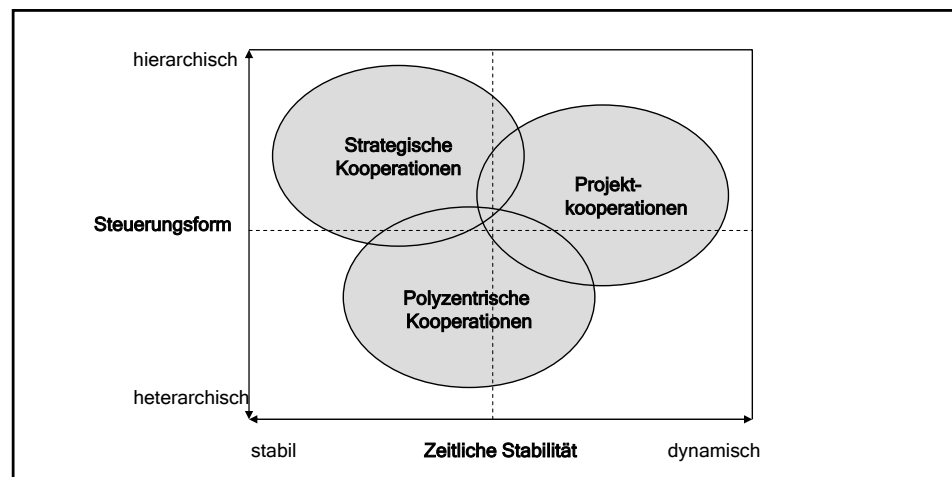 hierarchisch
Strategische
Kooperationen
Projekt-
kooperationen
Steuerungsform
Polyzentrische
Kooperationen
heterarchisch
stabil
Zeitliche Stabilität
dynamisch